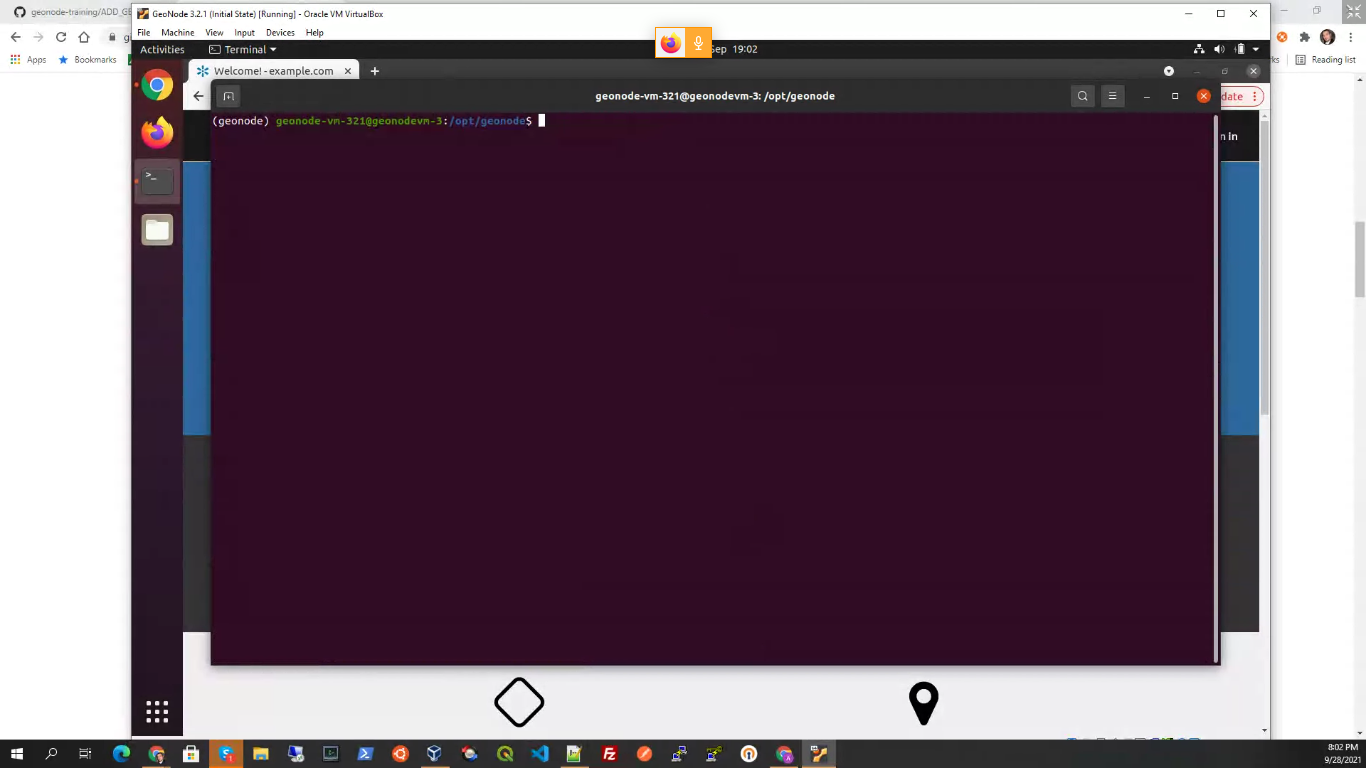 geonode-training/ADD_GE
GeoNode 3.2.1 (Initial State) [Running] - Oracle VM VirtualBox
File Machine View Input Devices Help
Activities Terminal Sep 19:02
Apps Bookmarks Reading list
Welcome! - example.com
geonode-vm-321@geonodevm-3: /opt/geonode
date
(geonode) geonode-vm-321@geonodevm-3:/opt/geonode$
n In
8:02 PM
9/28/2021